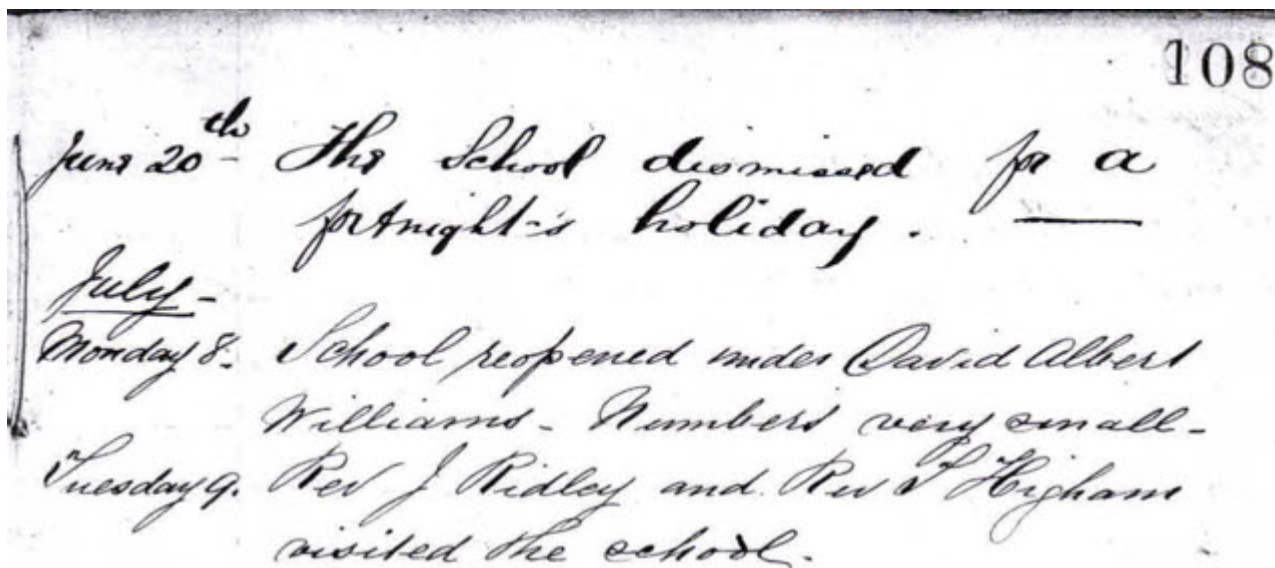 108
June 20th The School dismissed for a
fortnight's holiday. —
July -
Monday 8. School reopened under David Albert
Williams - Numbers very small -
Tuesday 9. Rev J Ridley and Rev T Higham
visited the school.